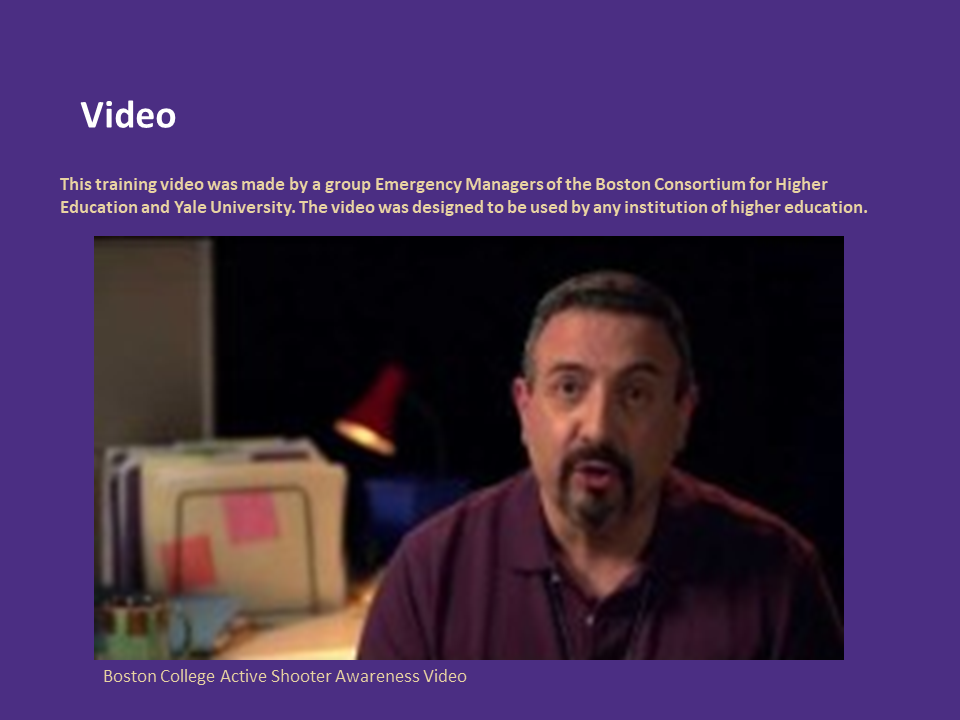 Video
This training video was made by a group Emergency Managers of the Boston Consortium for Higher
Education and Yale University. The video was designed to be used by any institution of higher education.
Boston College Active Shooter Awareness Video